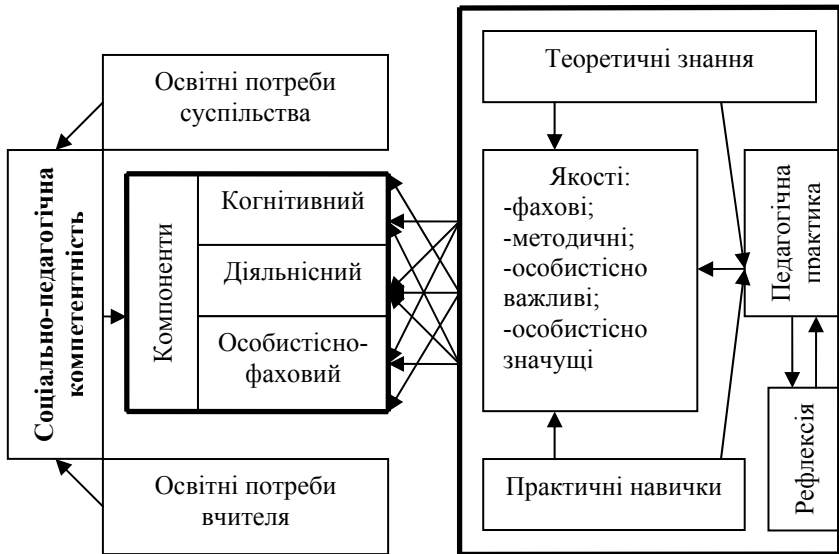 Освітні потреби
суспільства
Соціально-педагогічна
компетентність
Компоненти
Когнітивний
Діяльнісний
Особистісно-
фаховий
Освітні потреби
вчителя
Теоретичні знання
Якості:
-фахові;
-методичні;
-особистісно
важливі;
-особистісно
значущі
Практичні навички
Педагогічна
практика
Рефлексія